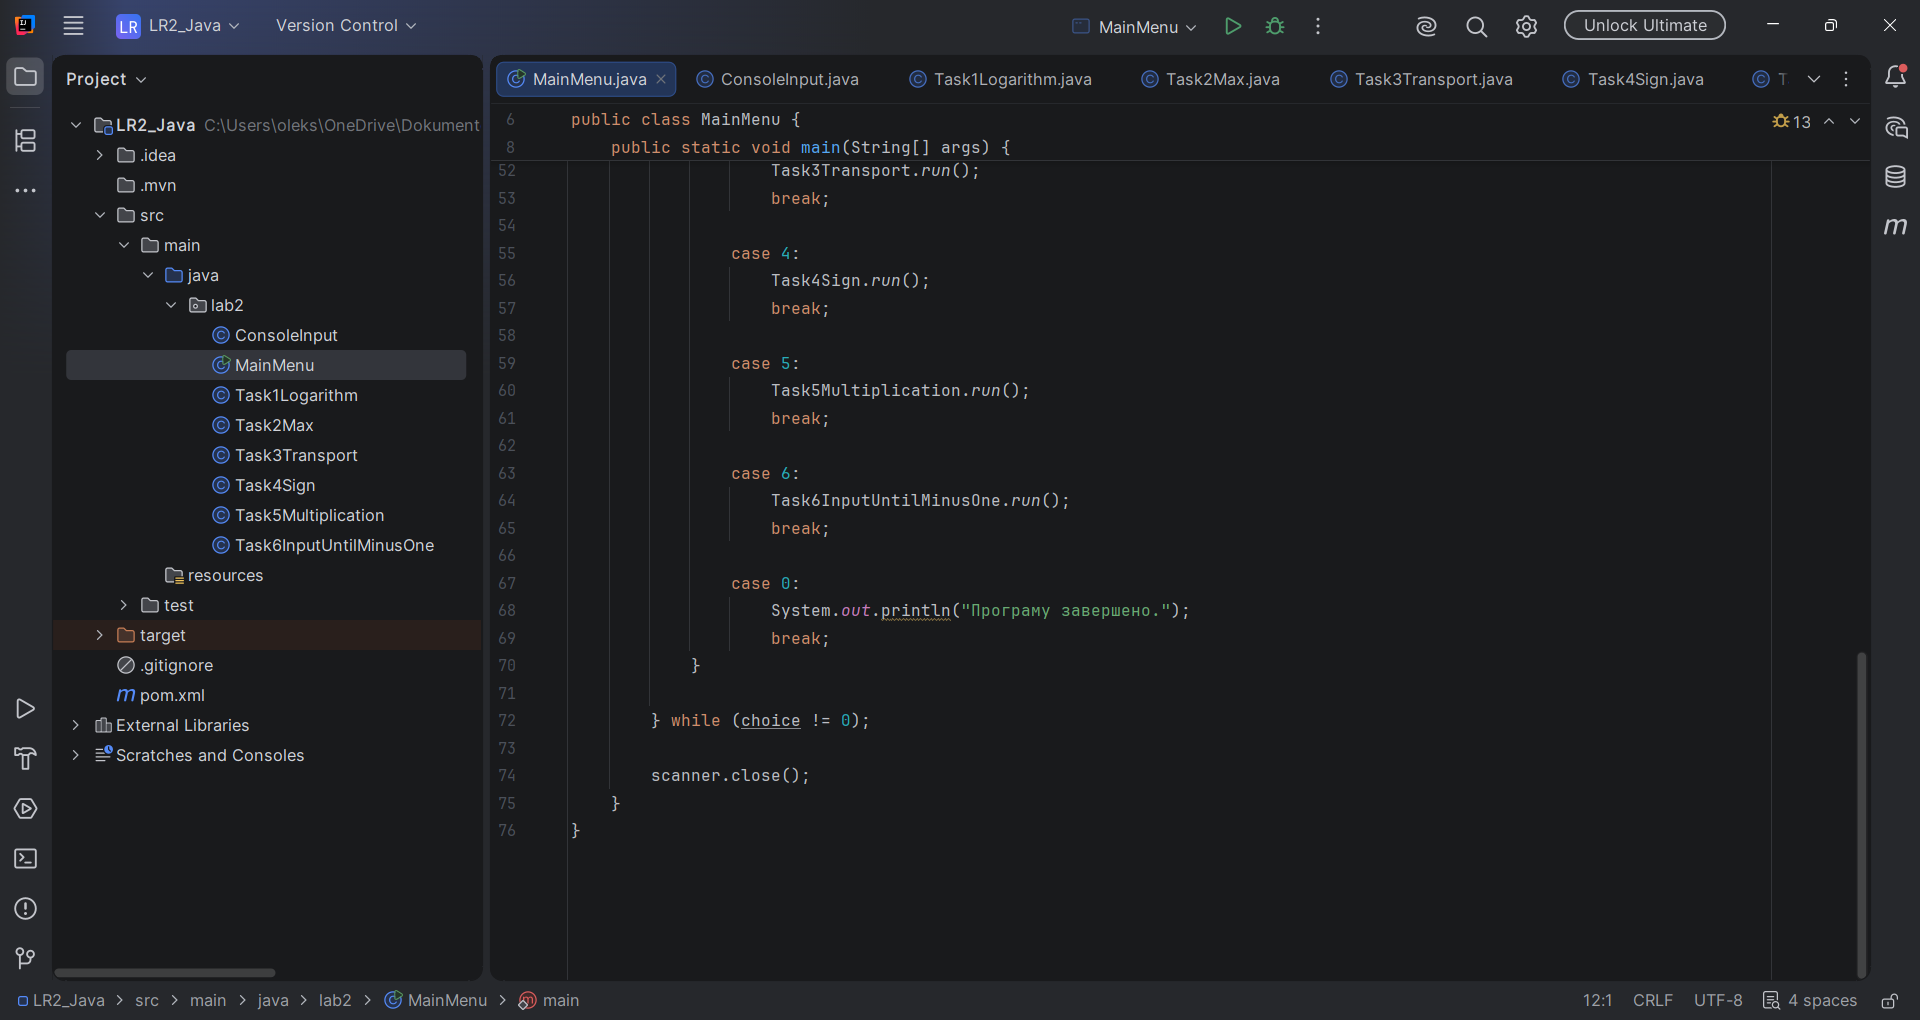 LR LR2_Java Version Control MainMenu Unlock Ultimate
Project
LR2_Java C:\Users\oleks\OneDrive\Dokument
.idea
.mvn
src
main
java
lab2
ConsoleInput
MainMenu
Task1Logarithm
Task2Max
Task3Transport
Task4Sign
Task5Multiplication
Task6InputUntilMinusOne
resources
test
target
.gitignore
m pom.xml
External Libraries
Scratches and Consoles
MainMenu.java ConsoleInput.java Task1Logarithm.java Task2Max.java Task3Transport.java Task4Sign.java T
13
6 public class MainMenu {
8 public static void main(String[] args) {
52 Task3Transport.run();
53 break;
54
55 case 4:
56 Task4Sign.run();
57 break;
58
59 case 5:
60 Task5Multiplication.run();
61 break;
62
63 case 6:
64 Task6InputUntilMinusOne.run();
65 break;
66
67 case 0:
68 System.out.println("Програму завершено.");
69 break;
70 }
71
72 } while (choice != 0);
73
74 scanner.close();
75 }
76 }
m
LR2_Java > src > main > java > lab2 > MainMenu > main
12:1 CRLF UTF-8 4 spaces